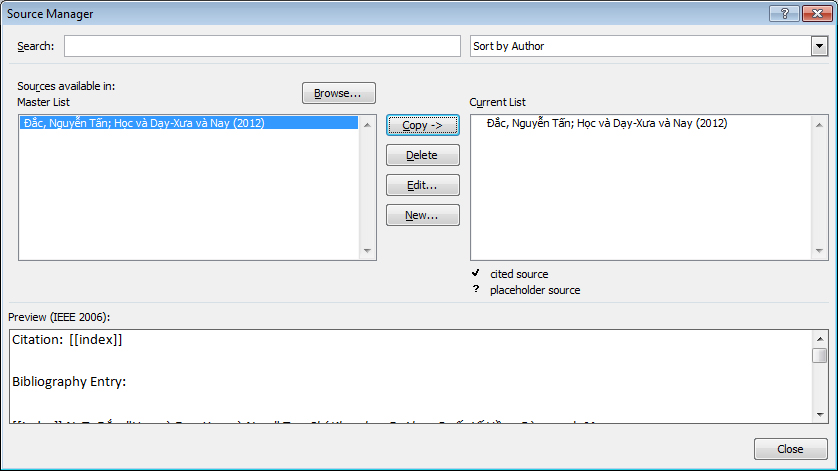 Source Manager
Search:
Sort by Author
Sources available in:
Master List
Browse...
Current List
Đắc, Nguyễn Tấn; Học và Dạy-Xưa và Nay (2012)
Copy ->
Đắc, Nguyễn Tấn; Học và Dạy-Xưa và Nay (2012)
Delete
Edit...
New...
✓ cited source
? placeholder source
Preview (IEEE 2006):
Citation: [[index]]
Bibliography Entry:
Close